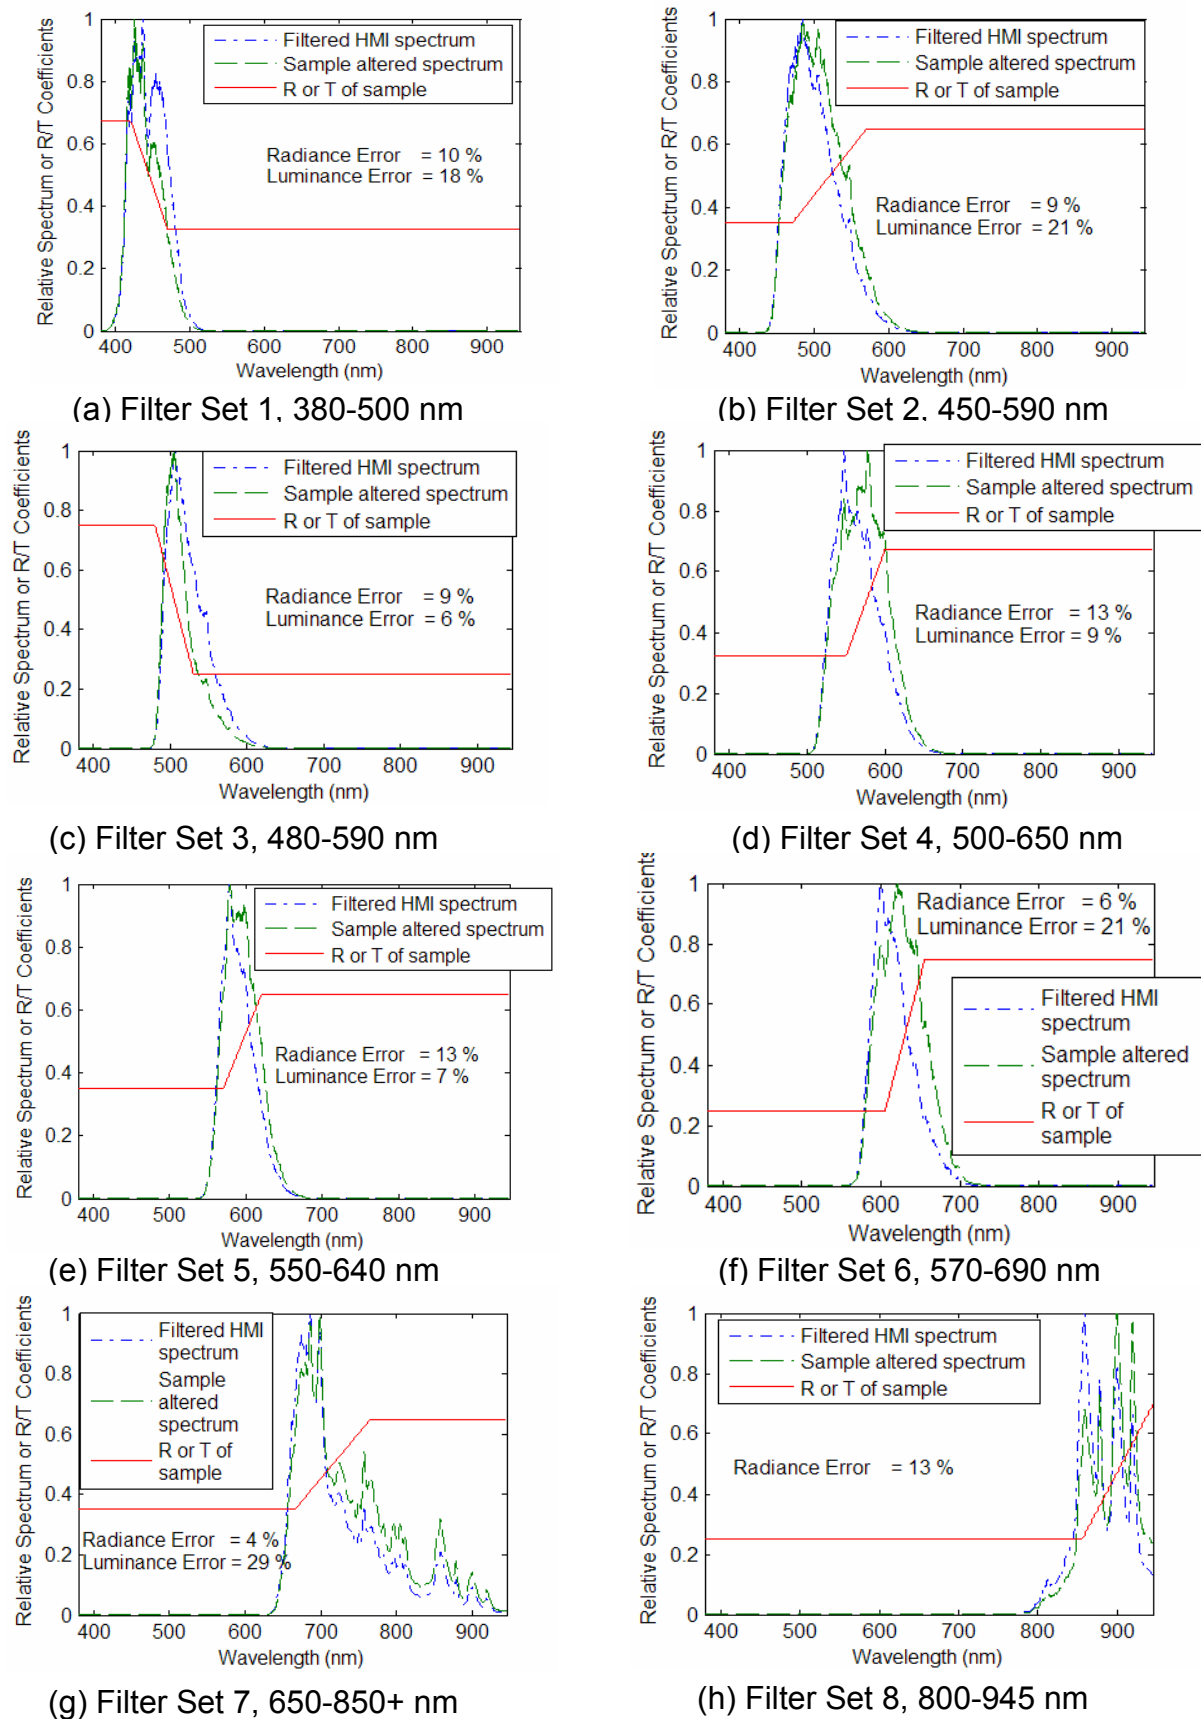 Relative Spectrum or R/T Coefficients
1
0.8
0.6
0.4
0.2
0
400 500 600 700 800 900
Wavelength (nm)
Filtered HMI spectrum
Sample altered spectrum
R or T of sample
Radiance Error = 10 %
Luminance Error = 18 %
(a) Filter Set 1, 380-500 nm
Relative Spectrum or R/T Coefficients
1
0.8
0.6
0.4
0.2
0
400 500 600 700 800 900
Wavelength (nm)
Filtered HMI spectrum
Sample altered spectrum
R or T of sample
Radiance Error = 9 %
Luminance Error = 21 %
(b) Filter Set 2, 450-590 nm
Relative Spectrum or R/T Coefficients
1
0.8
0.6
0.4
0.2
0
400 500 600 700 800 900
Wavelength (nm)
Filtered HMI spectrum
Sample altered spectrum
R or T of sample
Radiance Error = 9 %
Luminance Error = 6 %
(c) Filter Set 3, 480-590 nm
Relative Spectrum or R/T Coefficients
1
0.8
0.6
0.4
0.2
0
400 500 600 700 800 900
Wavelength (nm)
Filtered HMI spectrum
Sample altered spectrum
R or T of sample
Radiance Error = 13 %
Luminance Error = 9 %
(d) Filter Set 4, 500-650 nm
Relative Spectrum or R/T Coefficients
1
0.8
0.6
0.4
0.2
0
400 500 600 700 800 900
Wavelength (nm)
Filtered HMI spectrum
Sample altered spectrum
R or T of sample
Radiance Error = 13 %
Luminance Error = 7 %
(e) Filter Set 5, 550-640 nm
Relative Spectrum or R/T Coefficients
1
0.8
0.6
0.4
0.2
0
400 500 600 700 800 900
Wavelength (nm)
Radiance Error = 6 %
Luminance Error = 21 %
Filtered HMI
spectrum
Sample altered
spectrum
R or T of
sample
(f) Filter Set 6, 570-690 nm
Relative Spectrum or R/T Coefficients
1
0.8
0.6
0.4
0.2
0
400 500 600 700 800 900
Wavelength (nm)
Filtered HMI
spectrum
Sample
altered
spectrum
R or T of
sample
Radiance Error = 4 %
Luminance Error = 29 %
(g) Filter Set 7, 650-850+ nm
Relative Spectrum or R/T Coefficients
1
0.8
0.6
0.4
0.2
0
400 500 600 700 800 900
Wavelength (nm)
Filtered HMI spectrum
Sample altered spectrum
R or T of sample
Radiance Error = 13 %
(h) Filter Set 8, 800-945 nm